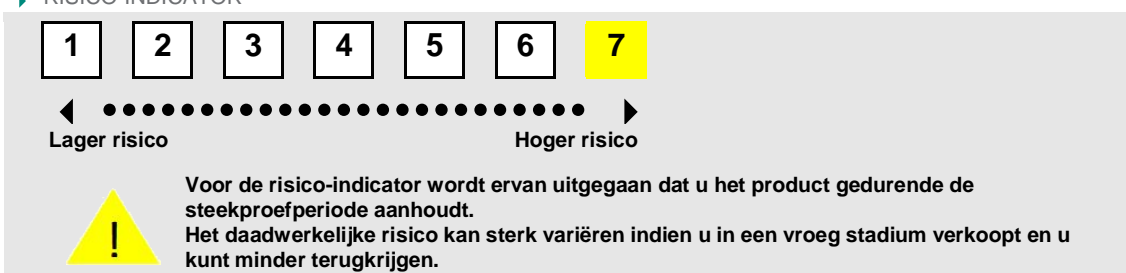 RISICO INDICATOR
1 2 3 4 5 6 7
Lager risico Hoger risico
!
Voor de risico-indicator wordt ervan uitgegaan dat u het product gedurende de
steekproefperiode aanhoudt.
Het daadwerkelijke risico kan sterk variëren indien u in een vroeg stadium verkoopt en u
kunt minder terugkrijgen.